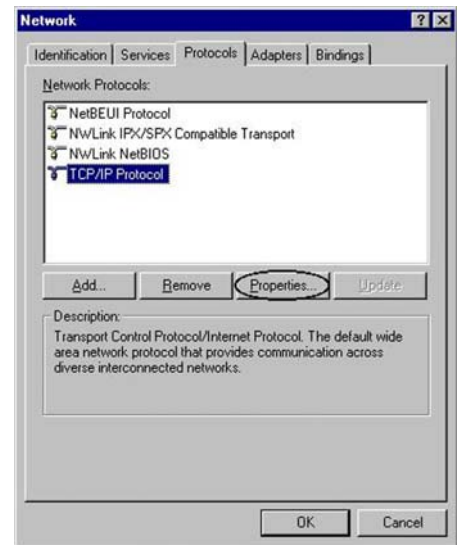 Network
Identification Services Protocols Adapters Bindings
Network Protocols:
NetBEUI Protocol
NWLink IPX/SPX Compatible Transport
NWLink NetBIOS
TCP/IP Protocol
Add... Remove Properties... Update
Description:
Transport Control Protocol/Internet Protocol. The default wide
area network protocol that provides communication across
diverse interconnected networks.
OK Cancel